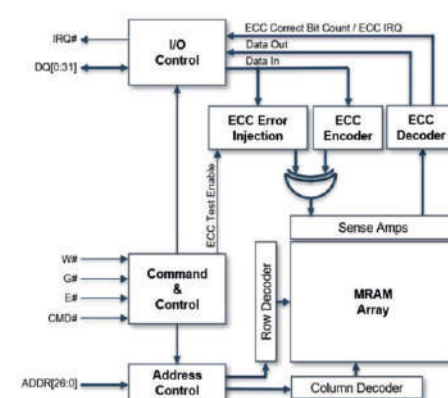 ECC Correct Bit Count / ECC IRQ
IRQ#
I/O
Control
Data Out
DQ[0:31]
Data In
ECC Error
Injection
ECC
Encoder
ECC
Decoder
ECC Test Enable
Sense Amps
W#
G#
E#
CMD#
Command
&
Control
Row Decoder
MRAM
Array
ADDR[26:0]
Address
Control
Column Decoder